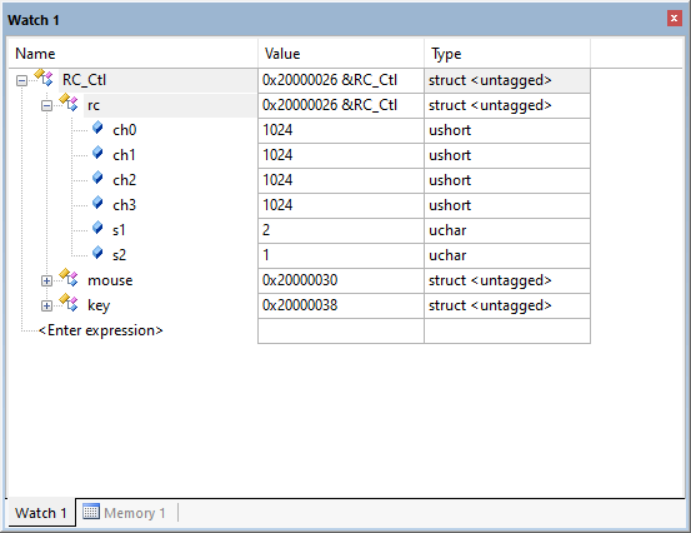 Watch 1
Name Value Type
RC_Ctl 0x20000026 &RC_Ctl struct <untagged>
rc 0x20000026 &RC_Ctl struct <untagged>
ch0 1024 ushort
ch1 1024 ushort
ch2 1024 ushort
ch3 1024 ushort
s1 2 uchar
s2 1 uchar
mouse 0x20000030 struct <untagged>
key 0x20000038 struct <untagged>
<Enter expression>
Watch 1 Memory 1